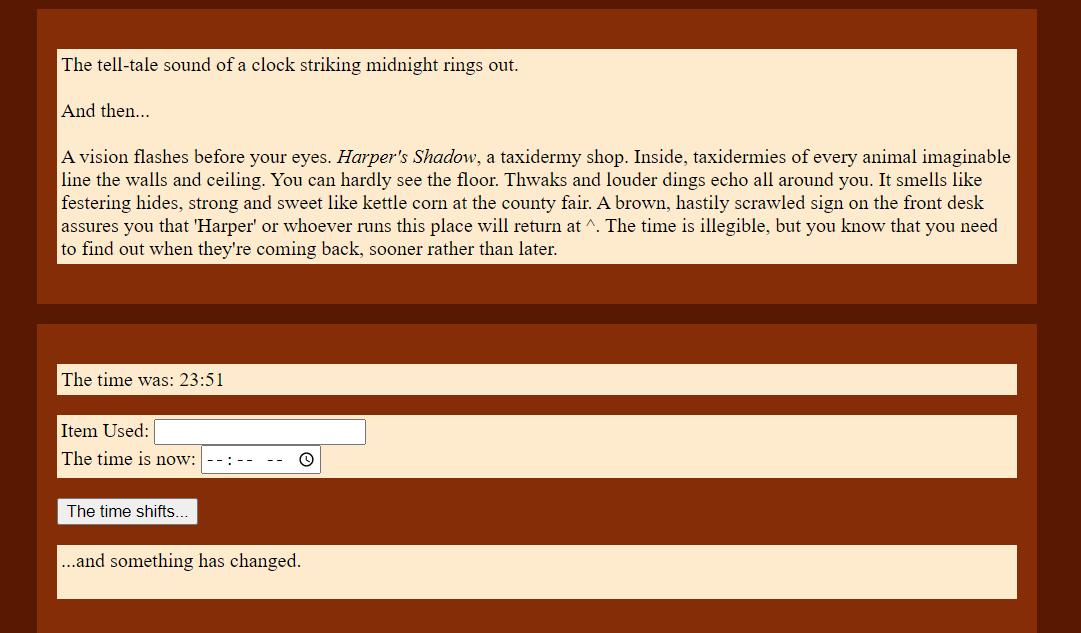 The tell-tale sound of a clock striking midnight rings out.
And then...
A vision flashes before your eyes. Harper's Shadow, a taxidermy shop. Inside, taxidermies of every animal imaginable
line the walls and ceiling. You can hardly see the floor. Thwaks and louder dings echo all around you. It smells like
festering hides, strong and sweet like kettle corn at the county fair. A brown, hastily scrawled sign on the front desk
assures you that 'Harper' or whoever runs this place will return at ^. The time is illegible, but you know that you need
to find out when they're coming back, sooner rather than later.
The time was: 23:51
Item Used:
The time is now: --:-- --
The time shifts...
...and something has changed.